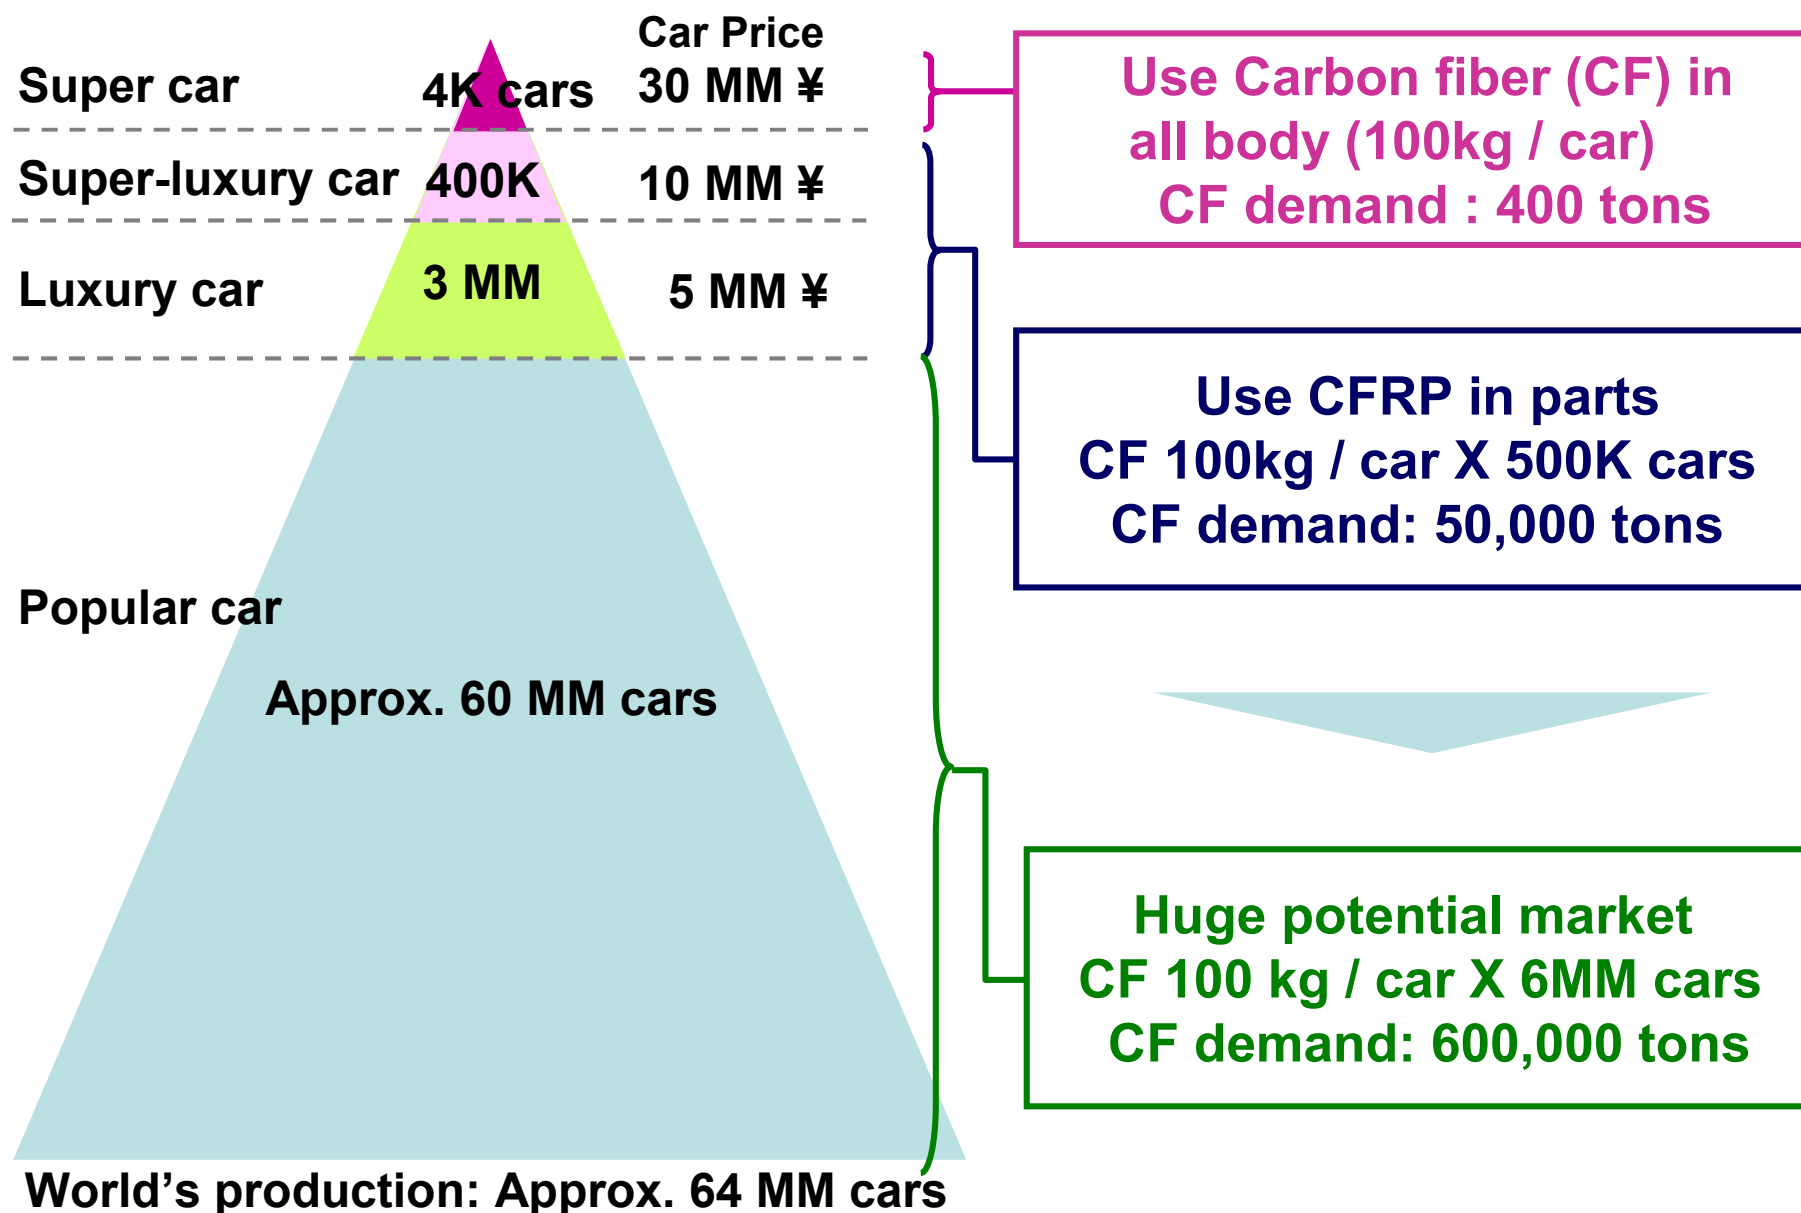 Car Price
Super car 4K cars 30 MM ¥
Super-luxury car 400K 10 MM ¥
Luxury car 3 MM 5 MM ¥
Popular car
Approx. 60 MM cars
World’s production: Approx. 64 MM cars
Use Carbon fiber (CF) in
all body (100kg / car)
CF demand : 400 tons
Use CFRP in parts
CF 100kg / car X 500K cars
CF demand: 50,000 tons
Huge potential market
CF 100 kg / car X 6MM cars
CF demand: 600,000 tons